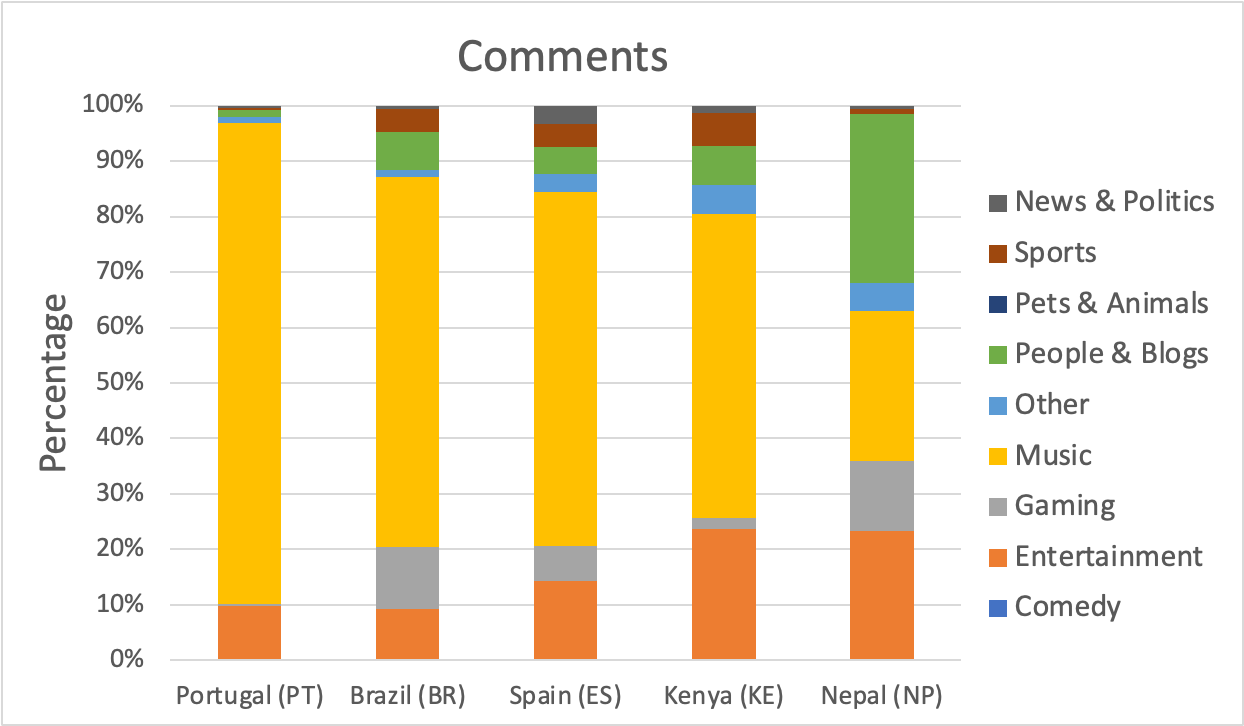 Comments
100%
90%
80%
70%
60%
50%
40%
30%
20%
10%
0%
Percentage
Portugal (PT)
Brazil (BR)
Spain (ES)
Kenya (KE)
Nepal (NP)
News & Politics
Sports
Pets & Animals
People & Blogs
Other
Music
Gaming
Entertainment
Comedy